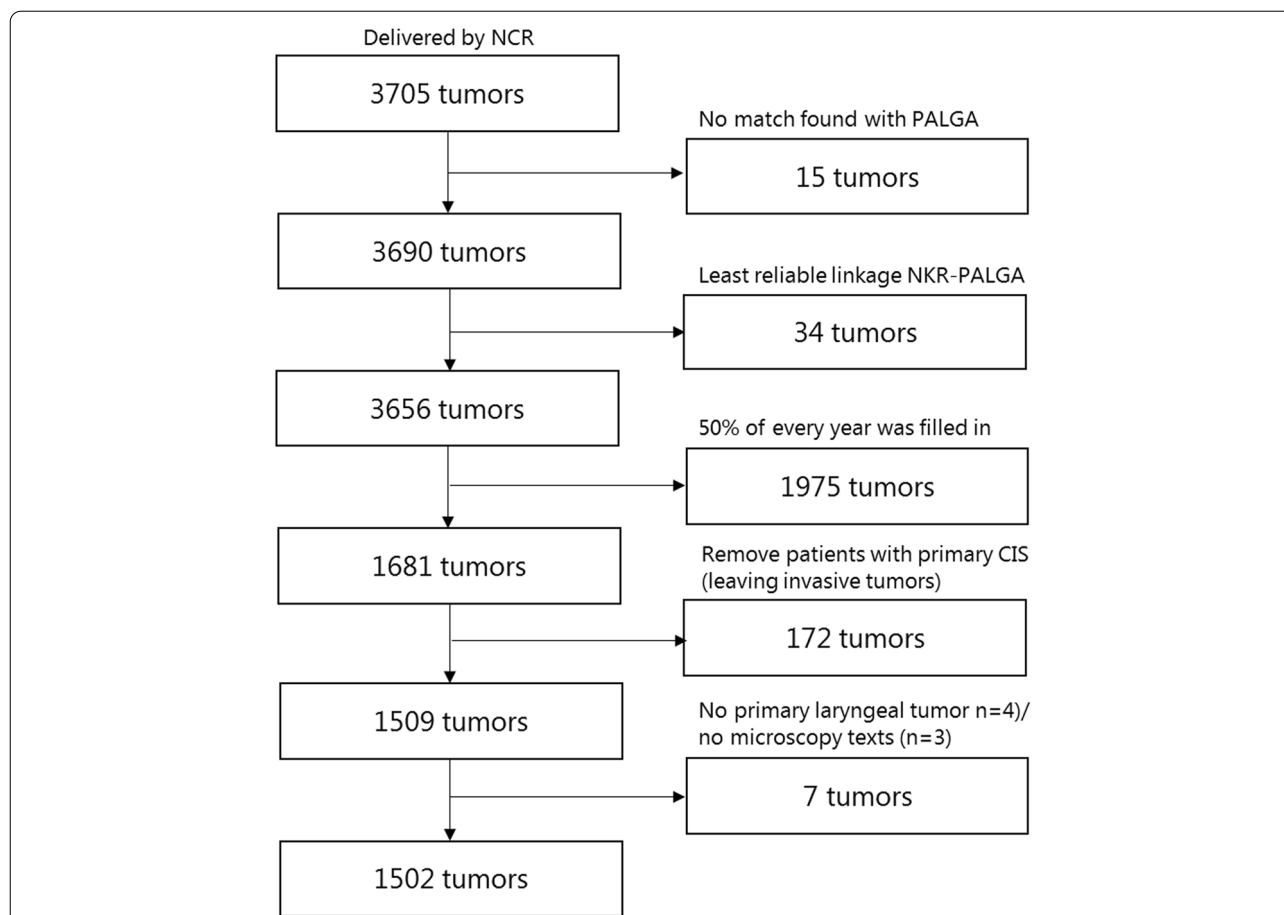 Delivered by NCR
3705 tumors
No match found with PALGA
15 tumors
3690 tumors
Least reliable linkage NKR-PALGA
34 tumors
3656 tumors
50% of every year was filled in
1975 tumors
1681 tumors
Remove patients with primary CIS
(leaving invasive tumors)
172 tumors
1509 tumors
No primary laryngeal tumor n=4)/
no microscopy texts (n=3)
7 tumors
1502 tumors